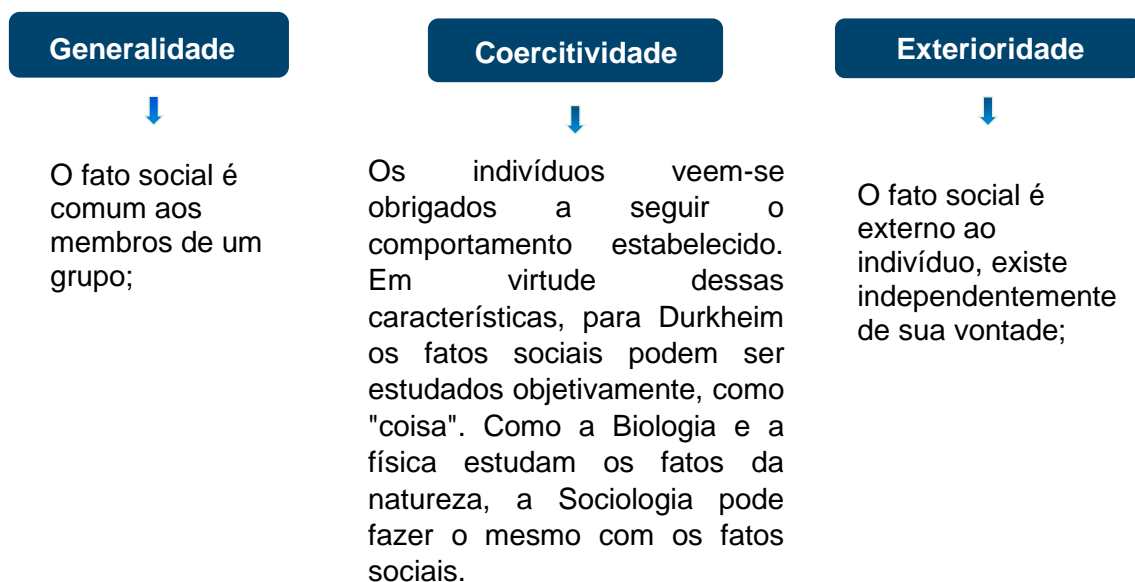 Generalidade
O fato social é
comum aos
membros de um
grupo;
Coercitividade
Os indivíduos veem-se
obrigados a seguir o
comportamento estabelecido.
Em virtude dessas
características, para Durkheim
os fatos sociais podem ser
estudados objetivamente, como
"coisa". Como a Biologia e a
física estudam os fatos da
natureza, a Sociologia pode
fazer o mesmo com os fatos
sociais.
Exterioridade
O fato social é
externo ao
indivíduo, existe
independentemente
de sua vontade;